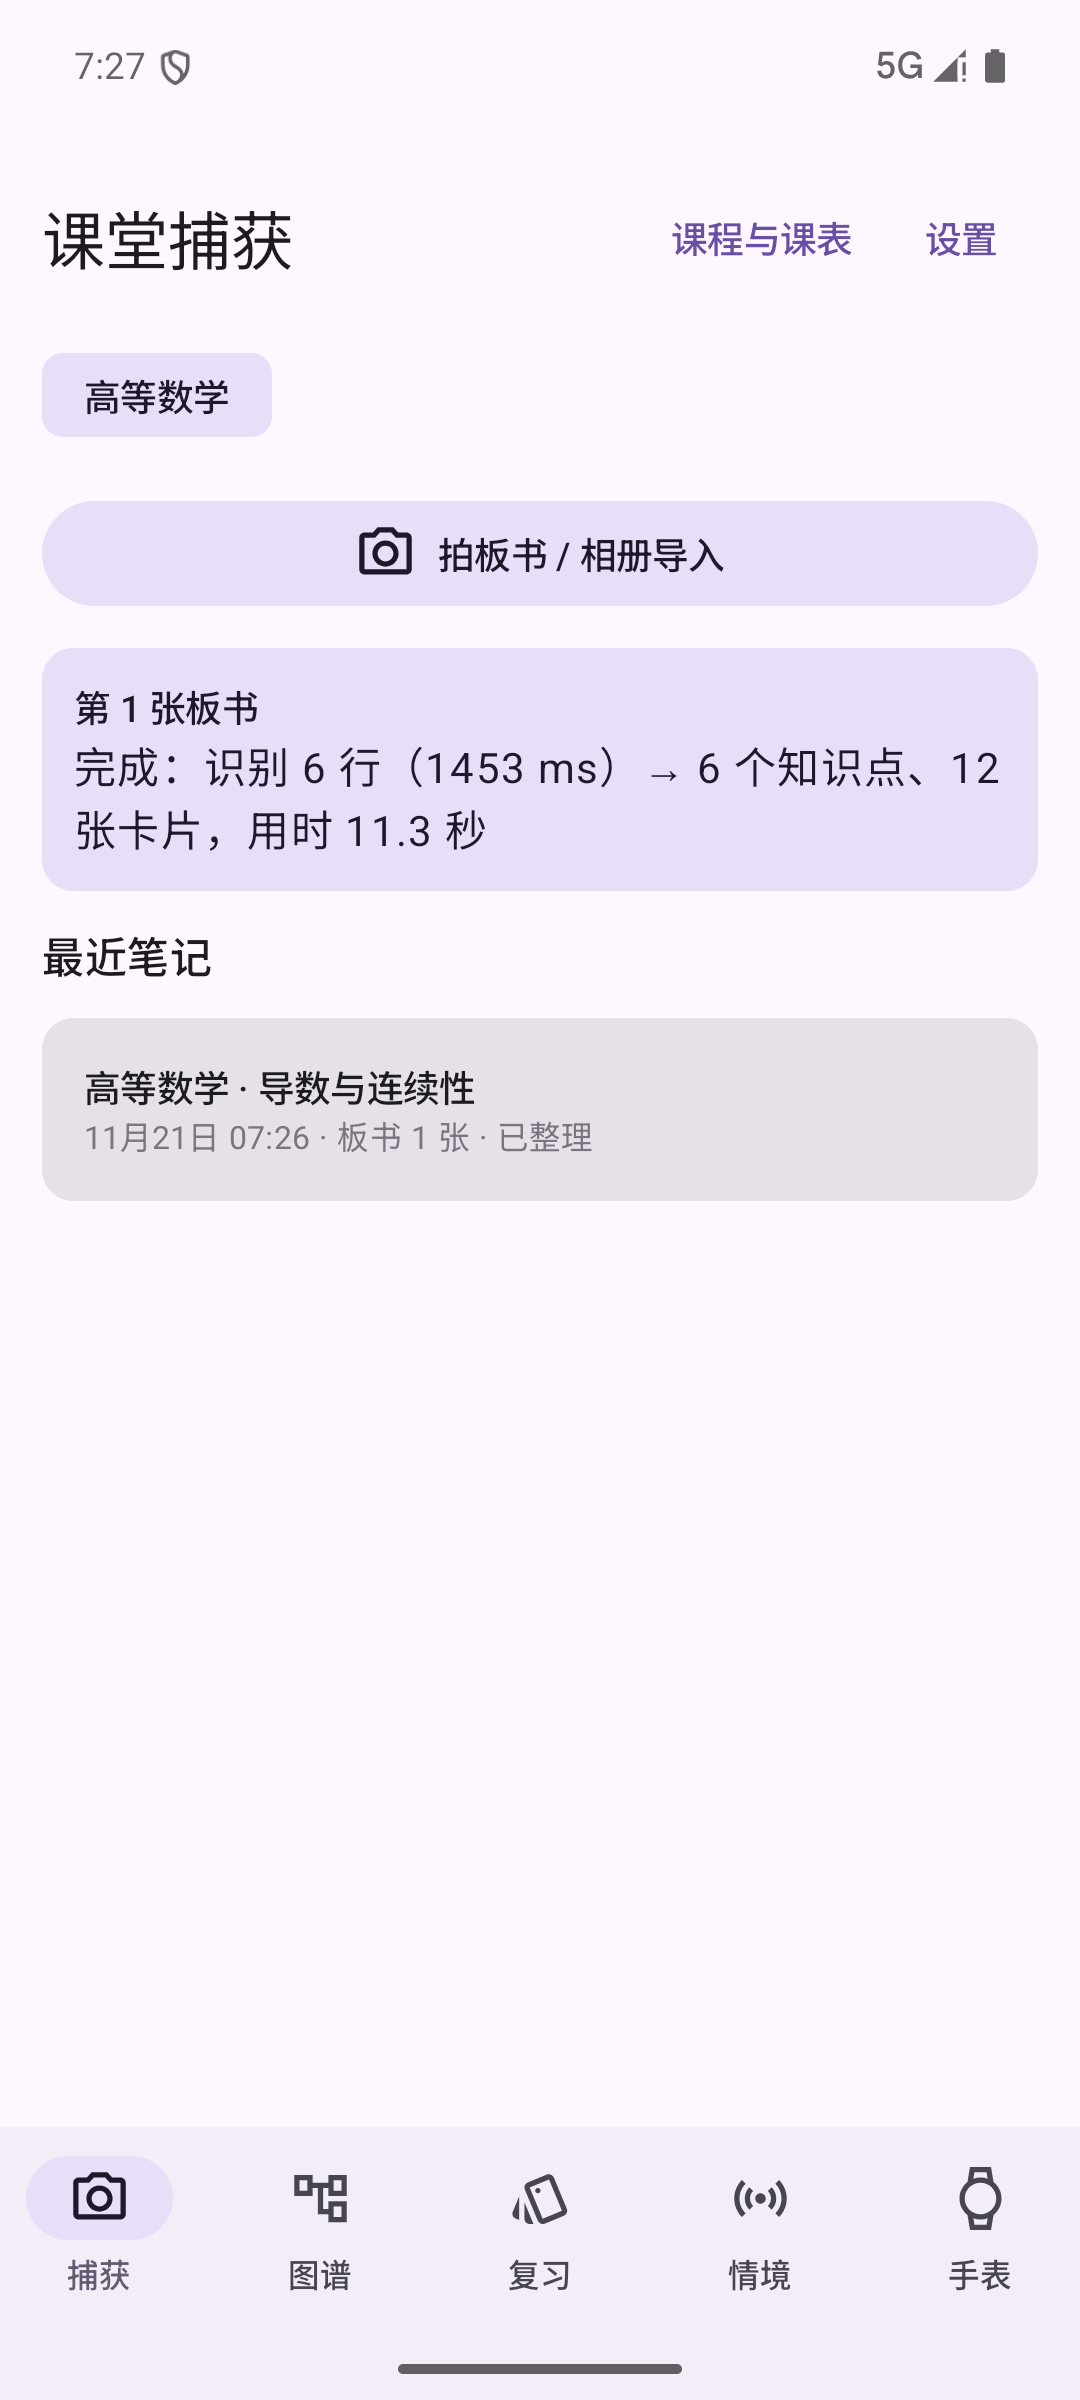 7:27 5G
课堂捕获 课程与课表 设置
高等数学
拍板书 / 相册导入
第 1 张板书
完成：识别 6 行（1453 ms）→ 6 个知识点、12
张卡片，用时 11.3 秒
最近笔记
高等数学 · 导数与连续性
11月21日 07:26 · 板书 1 张 · 已整理
捕获 图谱 复习 情境 手表